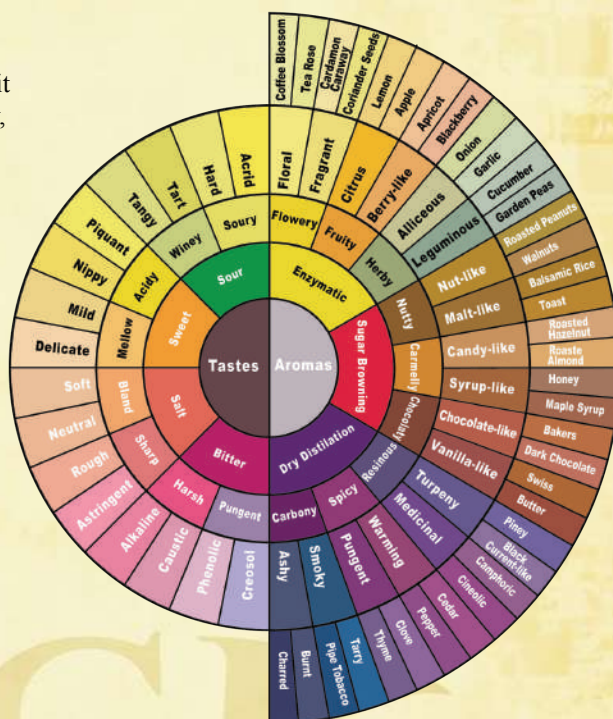 it
,
Tastes
Aromas
Sour
Sweet
Salt
Bitter
Soury
Winey
Acidy
Mellow
Bland
Sharp
Harsh
Pungent
Acrid
Hard
Tart
Tangy
Piquant
Nippy
Mild
Delicate
Soft
Neutral
Rough
Astringent
Alkaline
Caustic
Phenolic
Creosol
Enzymatic
Sugar Browning
Dry Distilation
Flowery
Fruity
Herby
Nutty
Carmelly
Chocolaty
Resinous
Spicy
Carbony
Floral
Fragrant
Citrus
Berry-like
Alliceous
Leguminous
Nut-like
Malt-like
Candy-like
Syrup-like
Chocolate-like
Vanilla-like
Turpeny
Medicinal
Warming
Pungent
Smoky
Ashy
Coffee Blossom
Tea Rose
Cardamon
Caraway
Coriander Seeds
Lemon
Apple
Apricot
Blackberry
Onion
Garlic
Cucumber
Garden Peas
Roasted Peanuts
Walnuts
Balsamic Rice
Toast
Roasted
Hazelnut
Roaste
Almond
Honey
Maple Syrup
Bakers
Dark Chocolate
Swiss
Butter
Piney
Black
Current-like
Camphoric
Cineolic
Cedar
Pepper
Clove
Thyme
Tarry
Pipe Tobacco
Burnt
Charred